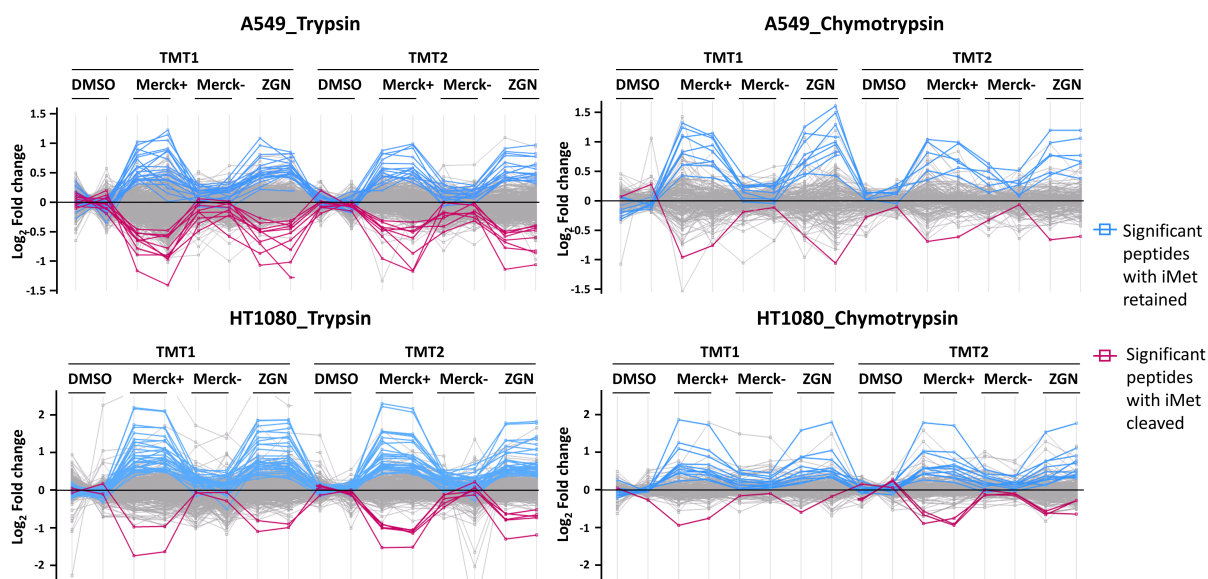 A549_Trypsin
TMT1 TMT2
DMSO Merck+ Merck- ZGN DMSO Merck+ Merck- ZGN
Log2 Fold change
1.5
1
0.5
0
-0.5
-1
-1.5
A549_Chymotrypsin
TMT1 TMT2
DMSO Merck+ Merck- ZGN DMSO Merck+ Merck- ZGN
Log2 Fold change
1.5
1
0.5
0
-0.5
-1
-1.5
HT1080_Trypsin
TMT1 TMT2
DMSO Merck+ Merck- ZGN DMSO Merck+ Merck- ZGN
Log2 Fold change
2
1
0
-1
-2
HT1080_Chymotrypsin
TMT1 TMT2
DMSO Merck+ Merck- ZGN DMSO Merck+ Merck- ZGN
Log2 Fold change
2
1
0
-1
-2
Significant
peptides
with iMet
retained
Significant
peptides
with iMet
cleaved